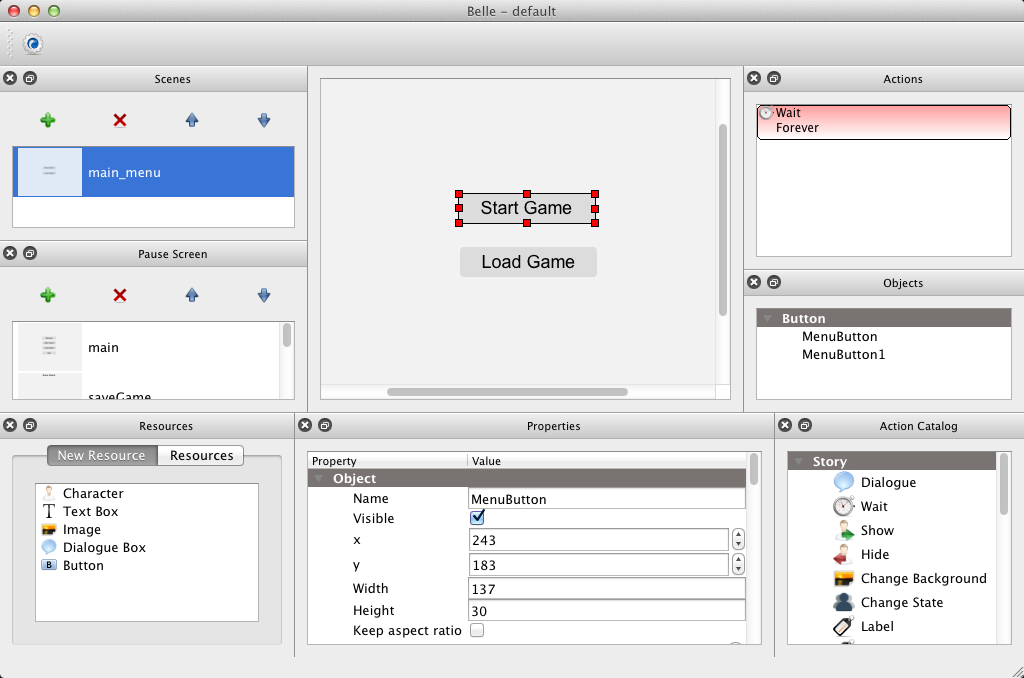 Belle – default
Scenes
main_menu
Pause Screen
main
saveGame
Start Game
Load Game
Actions
Wait
Forever
Objects
Button
MenuButton
MenuButton1
Resources
New Resource Resources
Character
Text Box
Image
Dialogue Box
B Button
Properties
Property Value
Object
Name MenuButton
Visible
x 243
y 183
Width 137
Height 30
Keep aspect ratio
Action Catalog
Story
Dialogue
Wait
Show
Hide
Change Background
Change State
Label